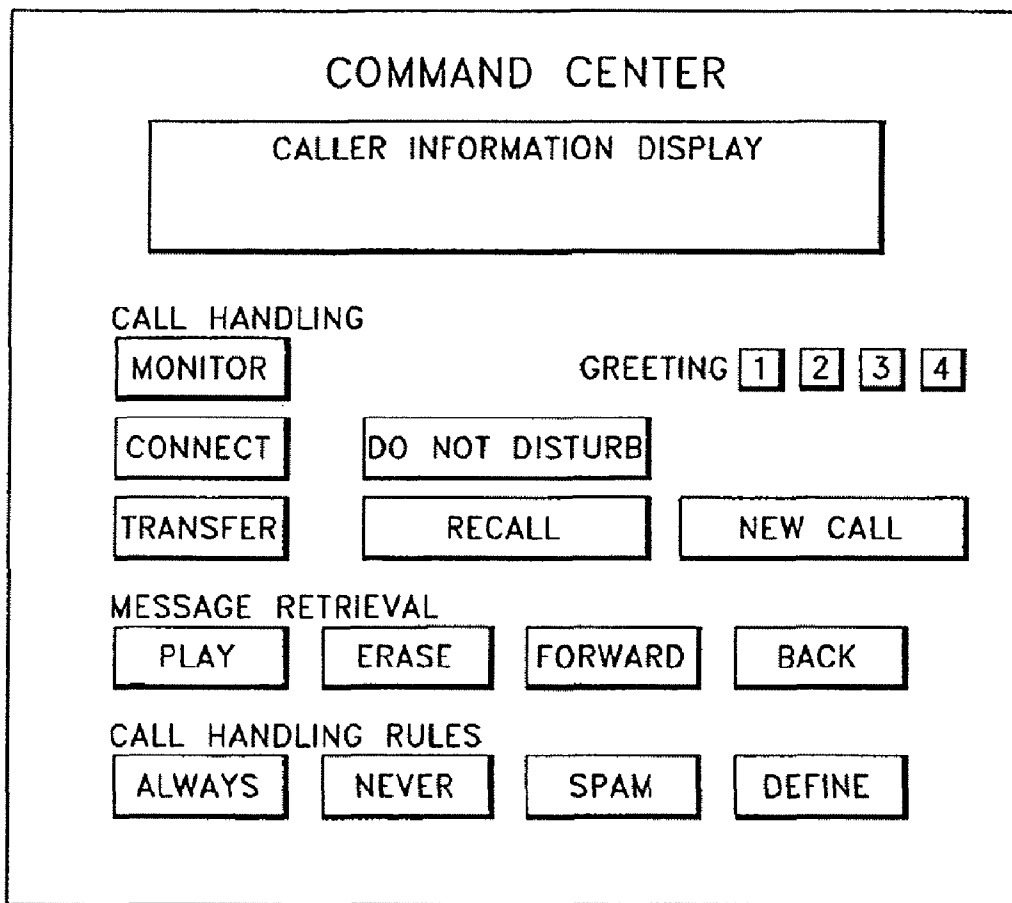 COMMAND CENTER
CALLER INFORMATION DISPLAY
CALL HANDLING
MONITOR GREETING 1 2 3 4
CONNECT DO NOT DISTURB
TRANSFER RECALL NEW CALL
MESSAGE RETRIEVAL
PLAY ERASE FORWARD BACK
CALL HANDLING RULES
ALWAYS NEVER SPAM DEFINE